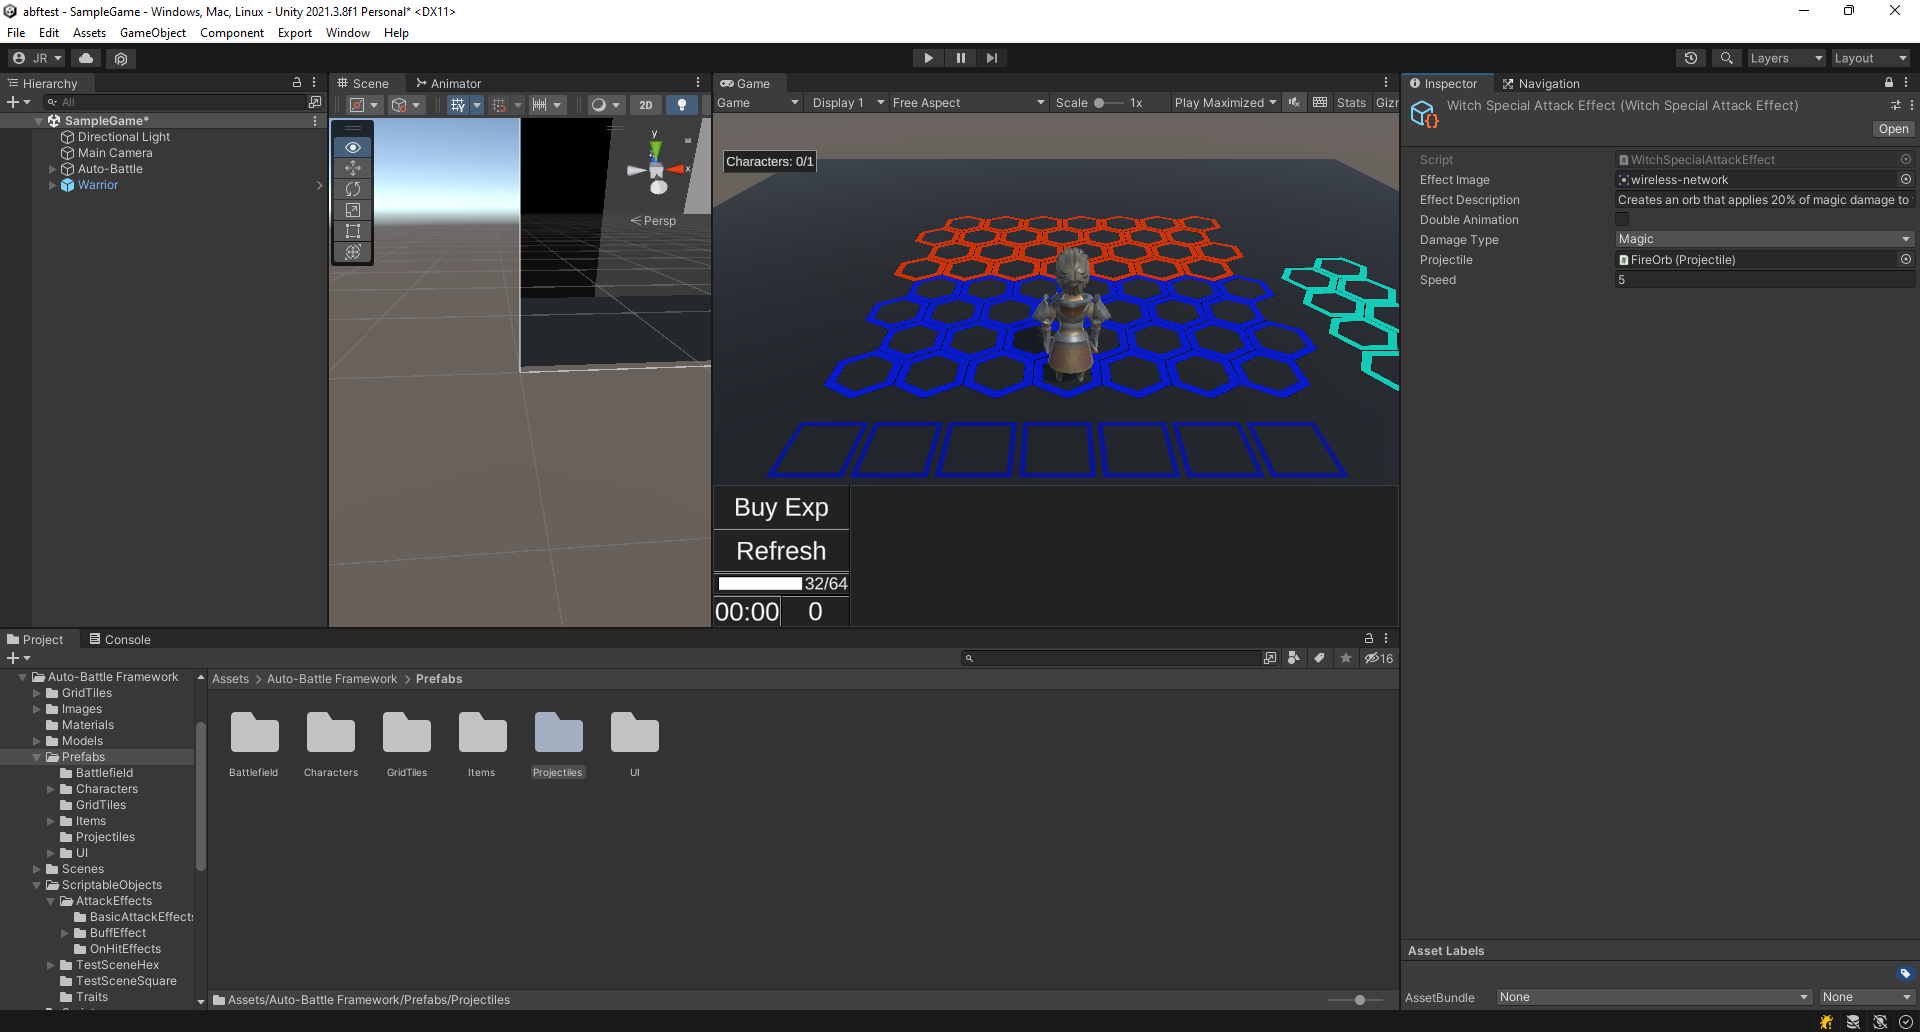 abftest - SampleGame - Windows, Mac, Linux - Unity 2021.3.8f1 Personal* <DX11>
File Edit Assets GameObject Component Export Window Help
JR
Layers
Layout
Hierarchy
All
SampleGame*
Directional Light
Main Camera
Auto-Battle
Warrior
Scene
Animator
2D
y
x
Persp
Game
Game
Display 1
Free Aspect
Scale
1x
Play Maximized
Stats
Giz
Characters: 0/1
Buy Exp
Refresh
32/64
00:00
0
Inspector
Navigation
Witch Special Attack Effect (Witch Special Attack Effect)
Open
Script
WitchSpecialAttackEffect
Effect Image
wireless-network
Effect Description
Creates an orb that applies 20% of magic damage to
Double Animation
Damage Type
Magic
Projectile
FireOrb (Projectile)
Speed
5
Project
Console
16
Auto-Battle Framework
GridTiles
Images
Materials
Models
Prefabs
Battlefield
Characters
GridTiles
Items
Projectiles
UI
Scenes
ScriptableObjects
AttackEffects
BasicAttackEffects
BuffEffect
OnHitEffects
TestSceneHex
TestSceneSquare
Traits
Assets > Auto-Battle Framework > Prefabs
Battlefield
Characters
GridTiles
Items
Projectiles
UI
Assets/Auto-Battle Framework/Prefabs/Projectiles
Asset Labels
AssetBundle
None
None